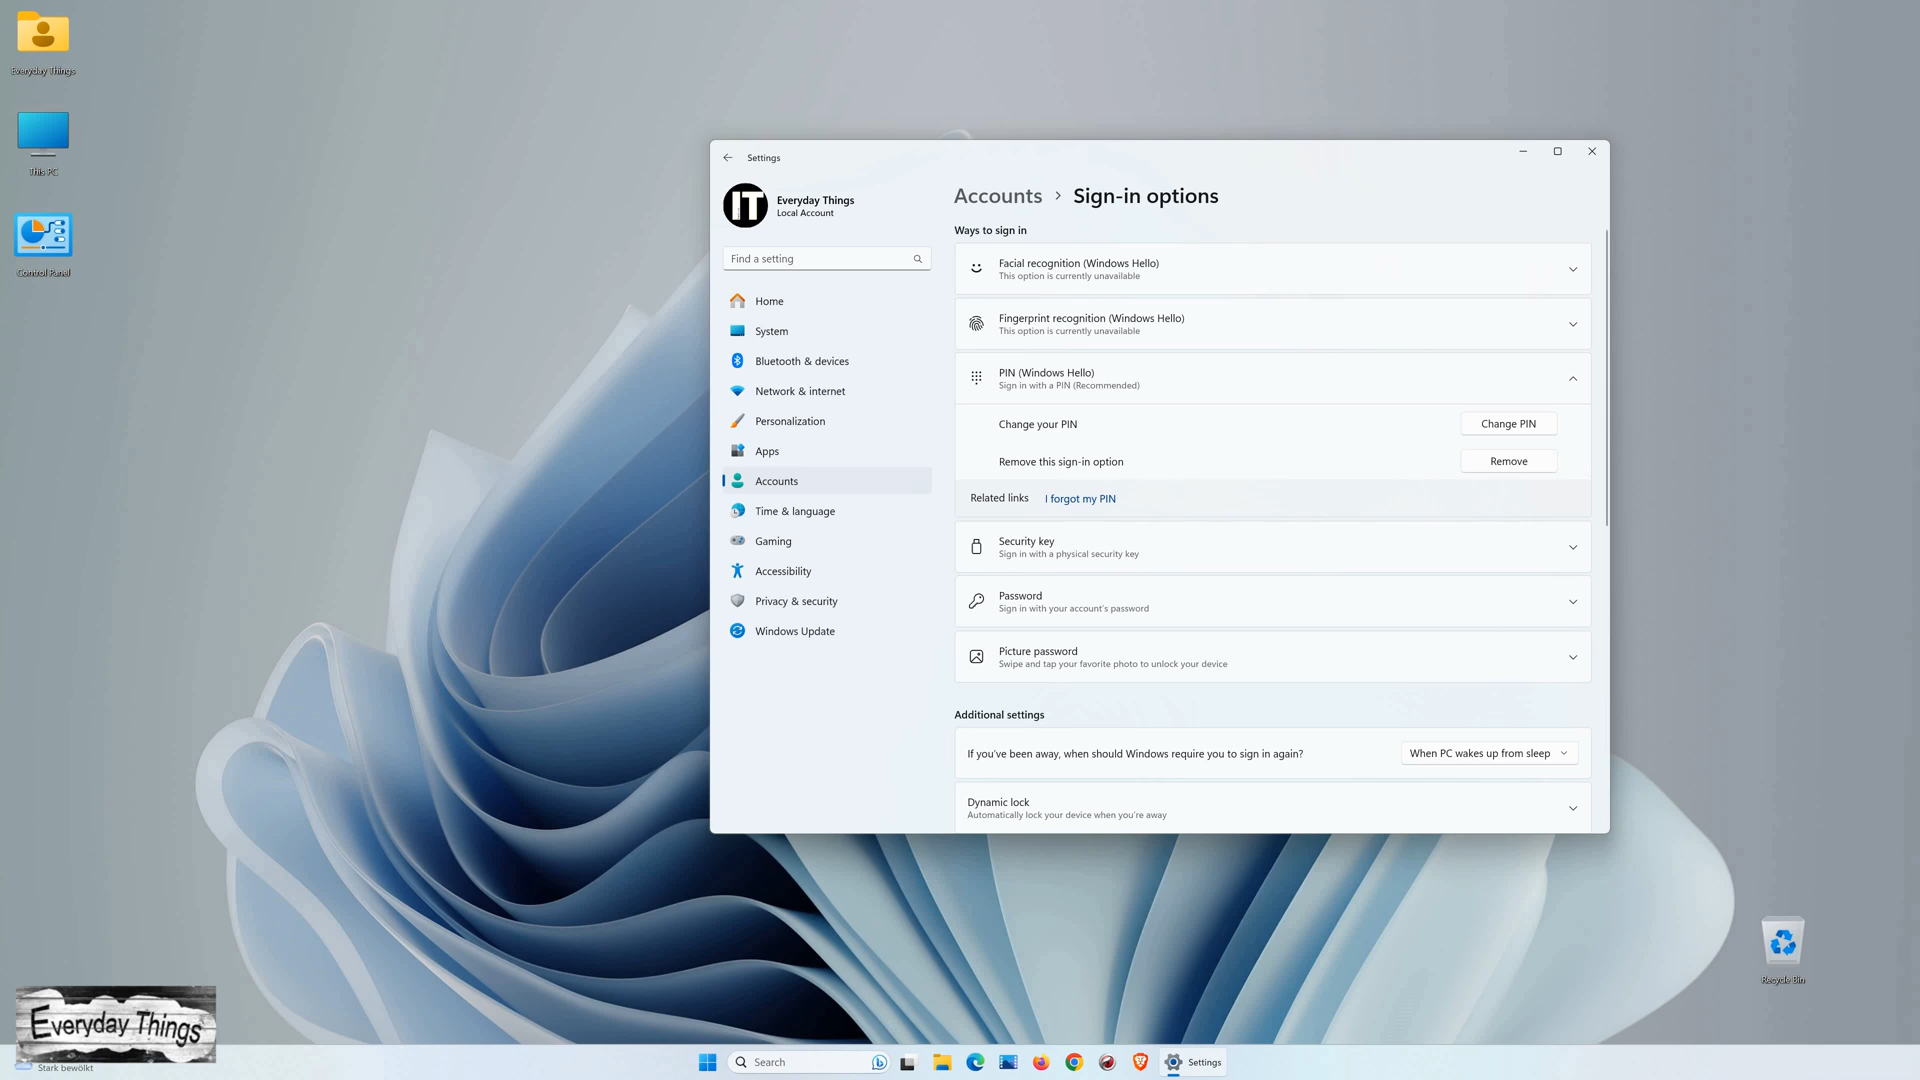 Everyday Things
This PC
Control Panel
Settings
IT
Everyday Things
Local Account
Find a setting
Home
System
Bluetooth & devices
Network & internet
Personalization
Apps
Accounts
Time & language
Gaming
Accessibility
Privacy & security
Windows Update
Accounts › Sign-in options
Ways to sign in
Facial recognition (Windows Hello)
This option is currently unavailable
Fingerprint recognition (Windows Hello)
This option is currently unavailable
PIN (Windows Hello)
Sign in with a PIN (Recommended)
Change your PIN
Change PIN
Remove this sign-in option
Remove
Related links I forgot my PIN
Security key
Sign in with a physical security key
Password
Sign in with your account's password
Picture password
Swipe and tap your favorite photo to unlock your device
Additional settings
If you've been away, when should Windows require you to sign in again?
When PC wakes up from sleep
Dynamic lock
Automatically lock your device when you're away
Recycle Bin
Everyday Things
Stark bewölkt
Search
Settings